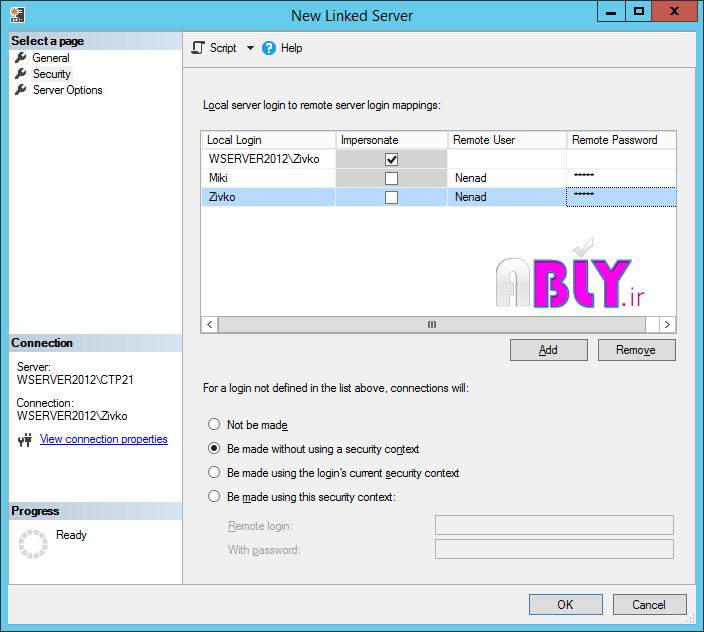 New Linked Server
Select a page
General
Security
Server Options
Script
Help
Local server login to remote server login mappings:
Local Login Impersonate Remote User Remote Password
WSERVER2012\Zivko
Miki Nenad *****
Zivko Nenad *****
ABLY.ir
Add Remove
For a login not defined in the list above, connections will:
Not be made
Be made without using a security context
Be made using the login's current security context
Be made using this security context:
Remote login:
With password:
Connection
Server:
WSERVER2012\CTP21
Connection:
WSERVER2012\Zivko
View connection properties
Progress
Ready
OK Cancel